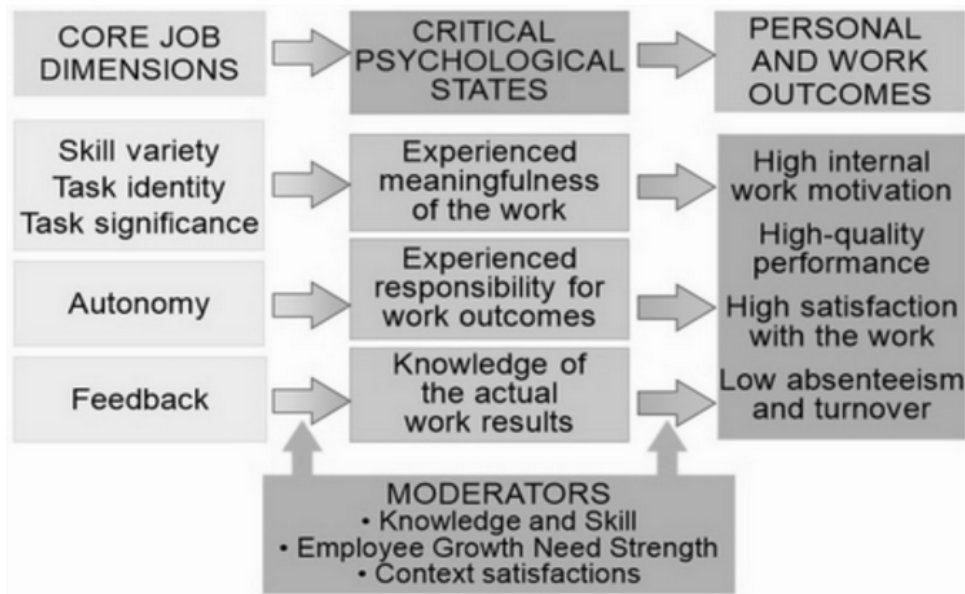 CORE JOB
DIMENSIONS
CRITICAL
PSYCHOLOGICAL
STATES
PERSONAL
AND WORK
OUTCOMES
Skill variety
Task identity
Task significance
Experienced
meaningfulness
of the work
High internal
work motivation
High-quality
performance
High satisfaction
with the work
Low absenteeism
and turnover
Autonomy
Experienced
responsibility for
work outcomes
Feedback
Knowledge of
the actual
work results
MODERATORS
• Knowledge and Skill
• Employee Growth Need Strength
• Context satisfactions